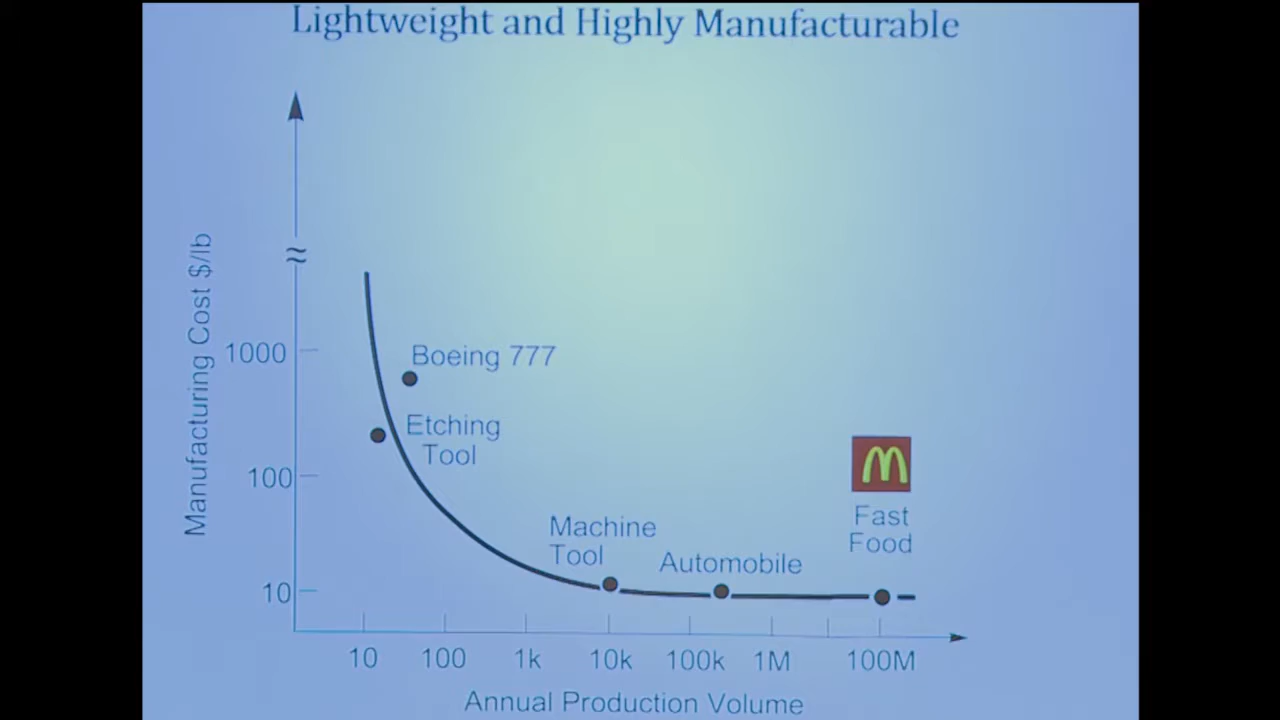 Lightweight and Highly Manufacturable
Manufacturing Cost $/lb
1000
100
10
Boeing 777
Etching
Tool
Machine
Tool
Automobile
Fast
Food
10
100
1k
10k
100k
1M
100M
Annual Production Volume